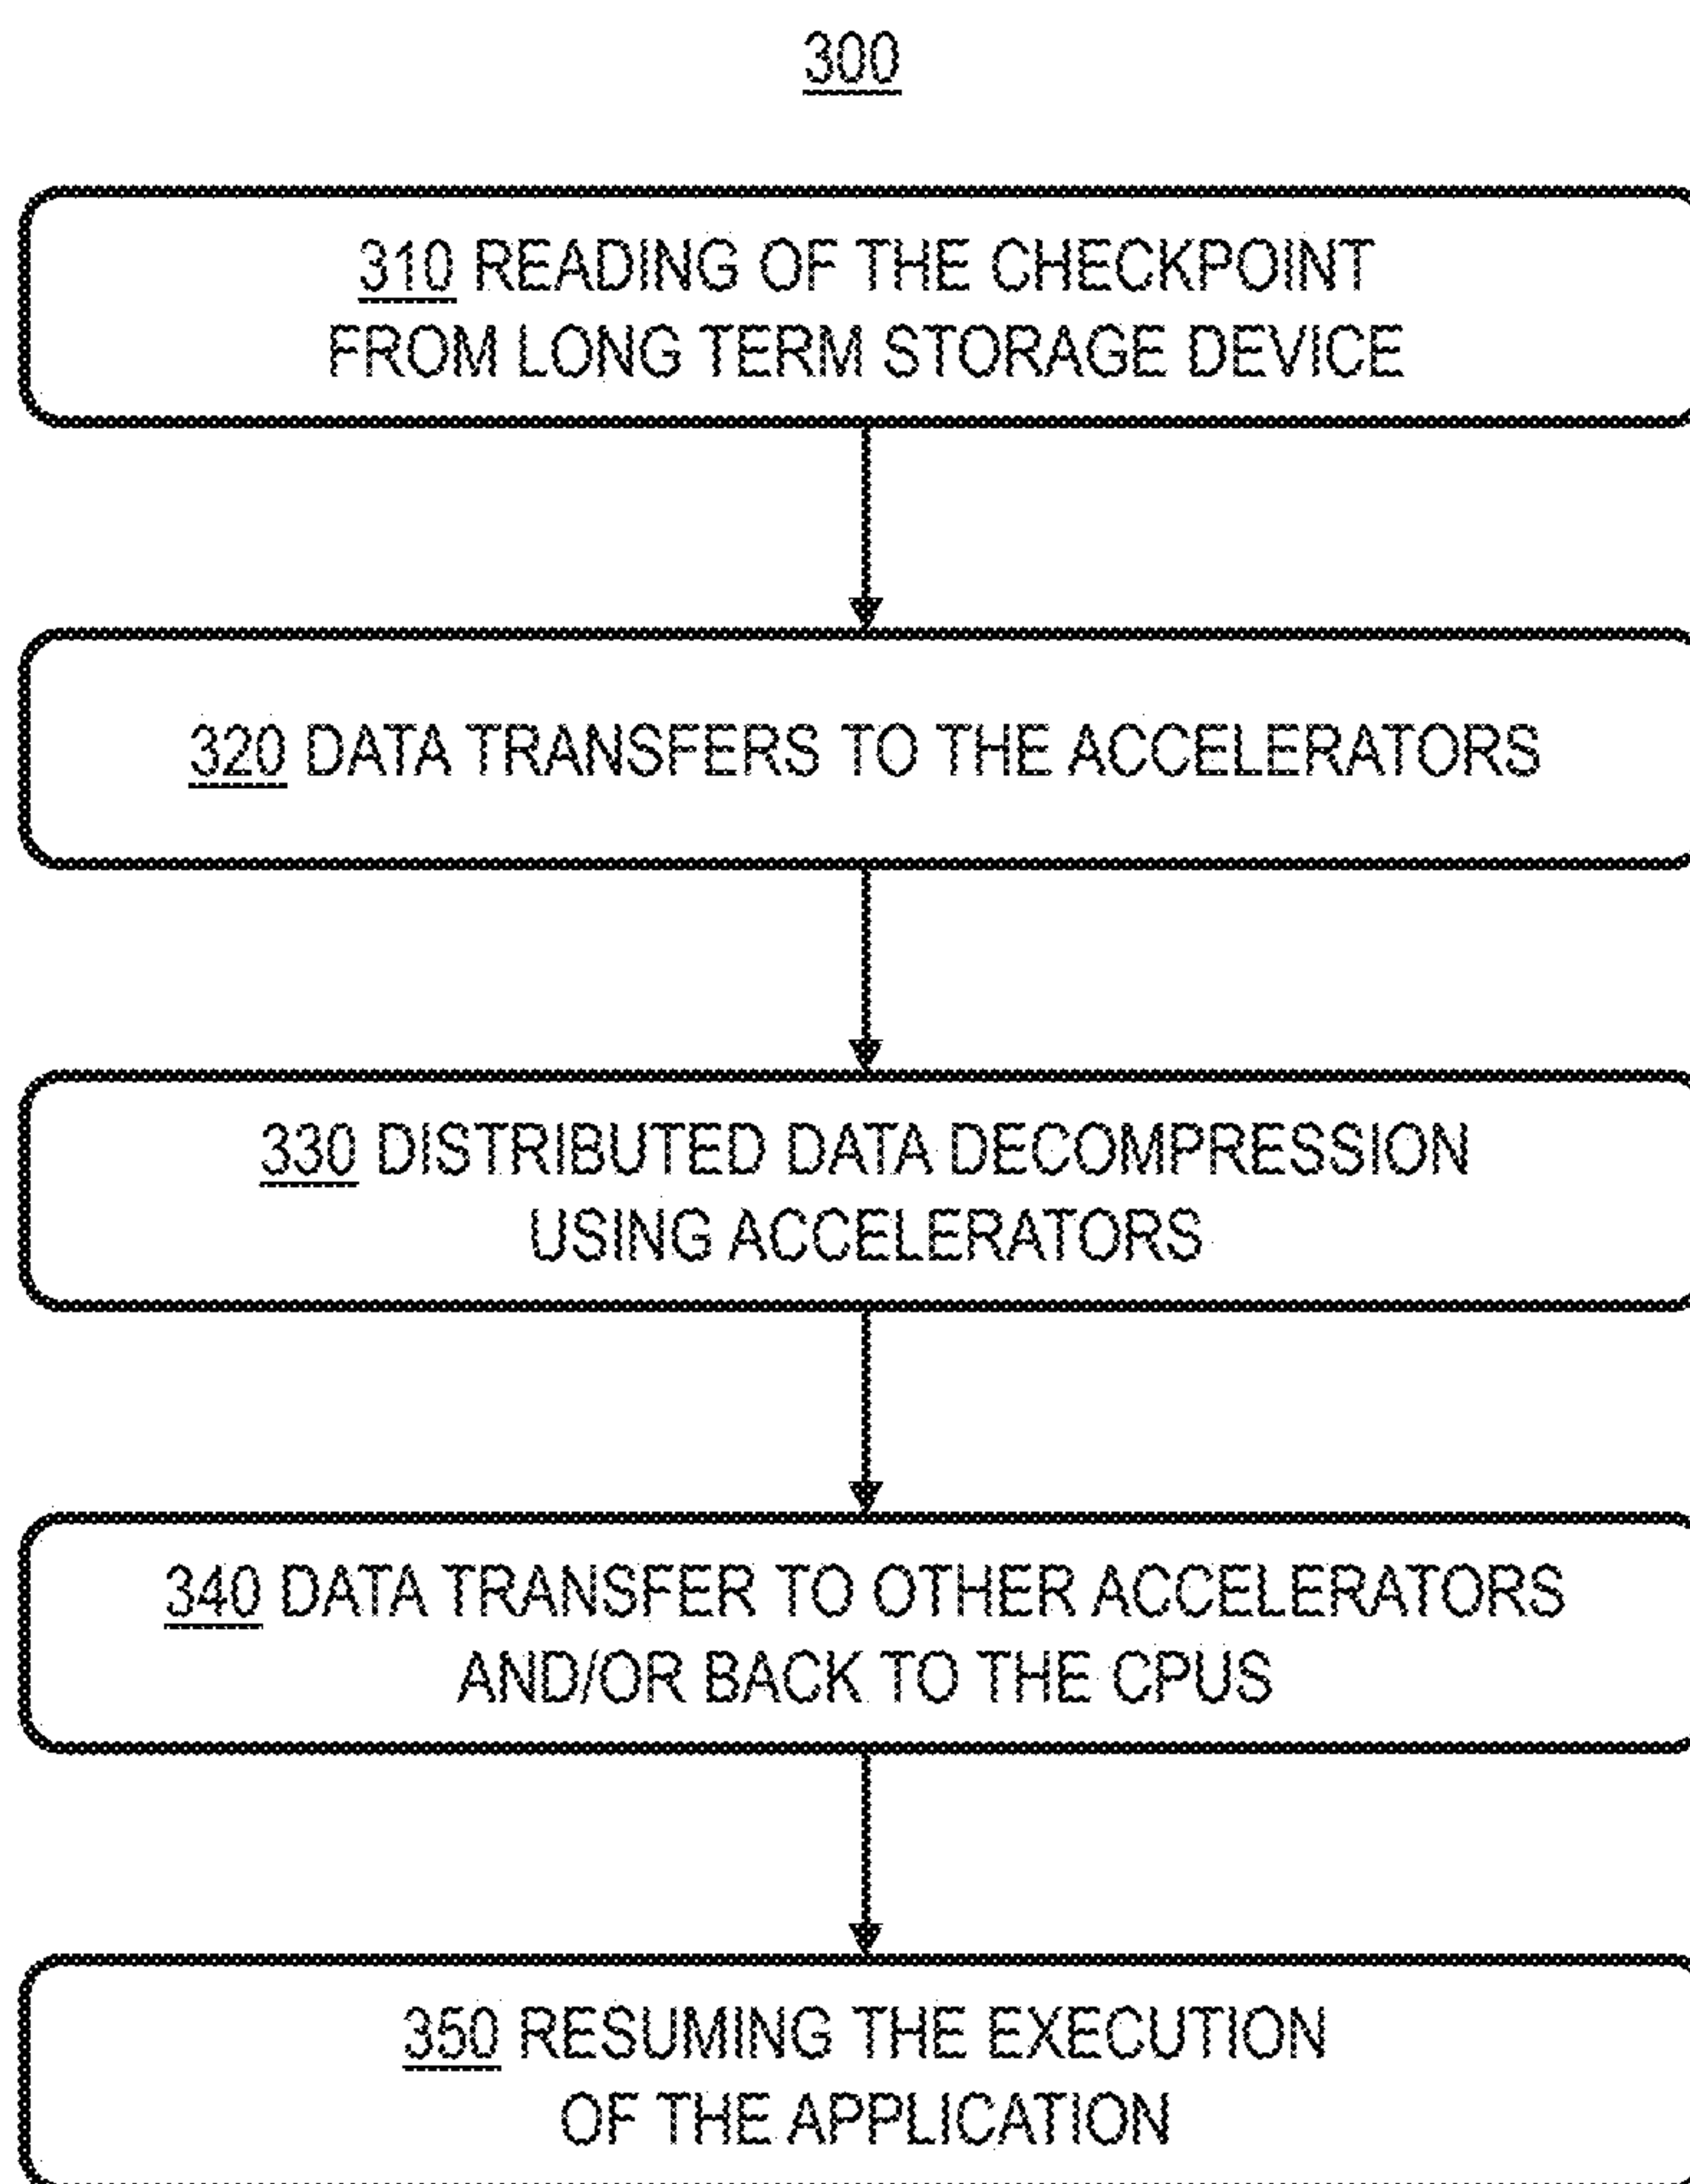 300
310 READING OF THE CHECKPOINT
FROM LONG TERM STORAGE DEVICE
320 DATA TRANSFERS TO THE ACCELERATORS
330 DISTRIBUTED DATA DECOMPRESSION
USING ACCELERATORS
340 DATA TRANSFER TO OTHER ACCELERATORS
AND/OR BACK TO THE CPUS
350 RESUMING THE EXECUTION
OF THE APPLICATION